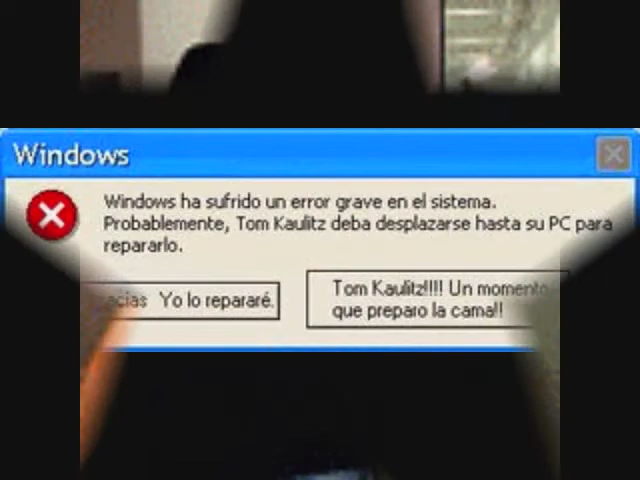 Windows
Windows ha sufrido un error grave en el sistema.
Probablemente, Tom Kaulitz deba desplazarse hasta su PC para
repararlo.
Yo lo repararé.
Tom Kaulitz!!!! Un momento
que preparo la cama!!